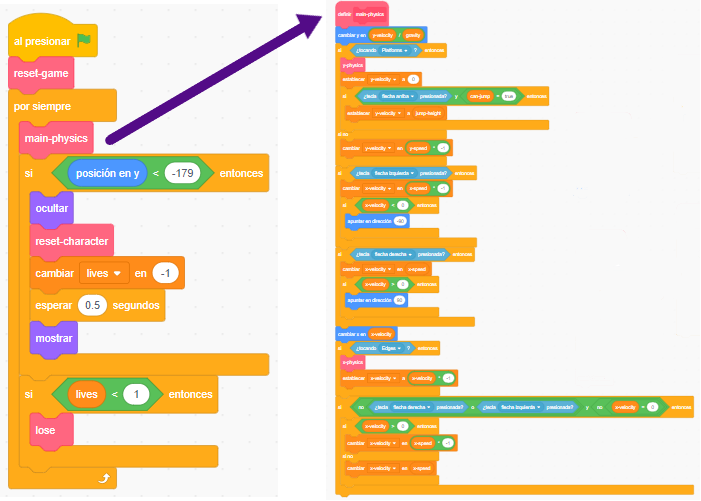 al presionar
reset-game
por siempre
main-physics
si posición en y < -179 entonces
ocultar
reset-character
cambiar lives en -1
esperar 0.5 segundos
mostrar
si lives < 1 entonces
lose
definir main-physics
cambiar y en y-velocity / gravity
si ¿tocando Platforms ? entonces
y-physics
establecer y-velocity a 0
si ¿tecla flecha arriba presionada? y can-jump = true entonces
establecer y-velocity a jump-height
si no
cambiar y-velocity en y-speed * -1
si ¿tecla flecha izquierda presionada? entonces
cambiar x-velocity en x-speed * -1
si x-velocity < 0 entonces
apuntar en dirección -90
si ¿tecla flecha derecha presionada? entonces
cambiar x-velocity en x-speed
si x-velocity > 0 entonces
apuntar en dirección 90
cambiar x en x-velocity
si ¿tocando Edges ? entonces
x-physics
establecer x-velocity a x-velocity * -1
si no ¿tecla flecha derecha presionada? o ¿tecla flecha izquierda presionada? y no x-velocity = 0 entonces
si x-velocity > 0 entonces
cambiar x-velocity en x-speed * -1
si no
cambiar x-velocity en x-speed